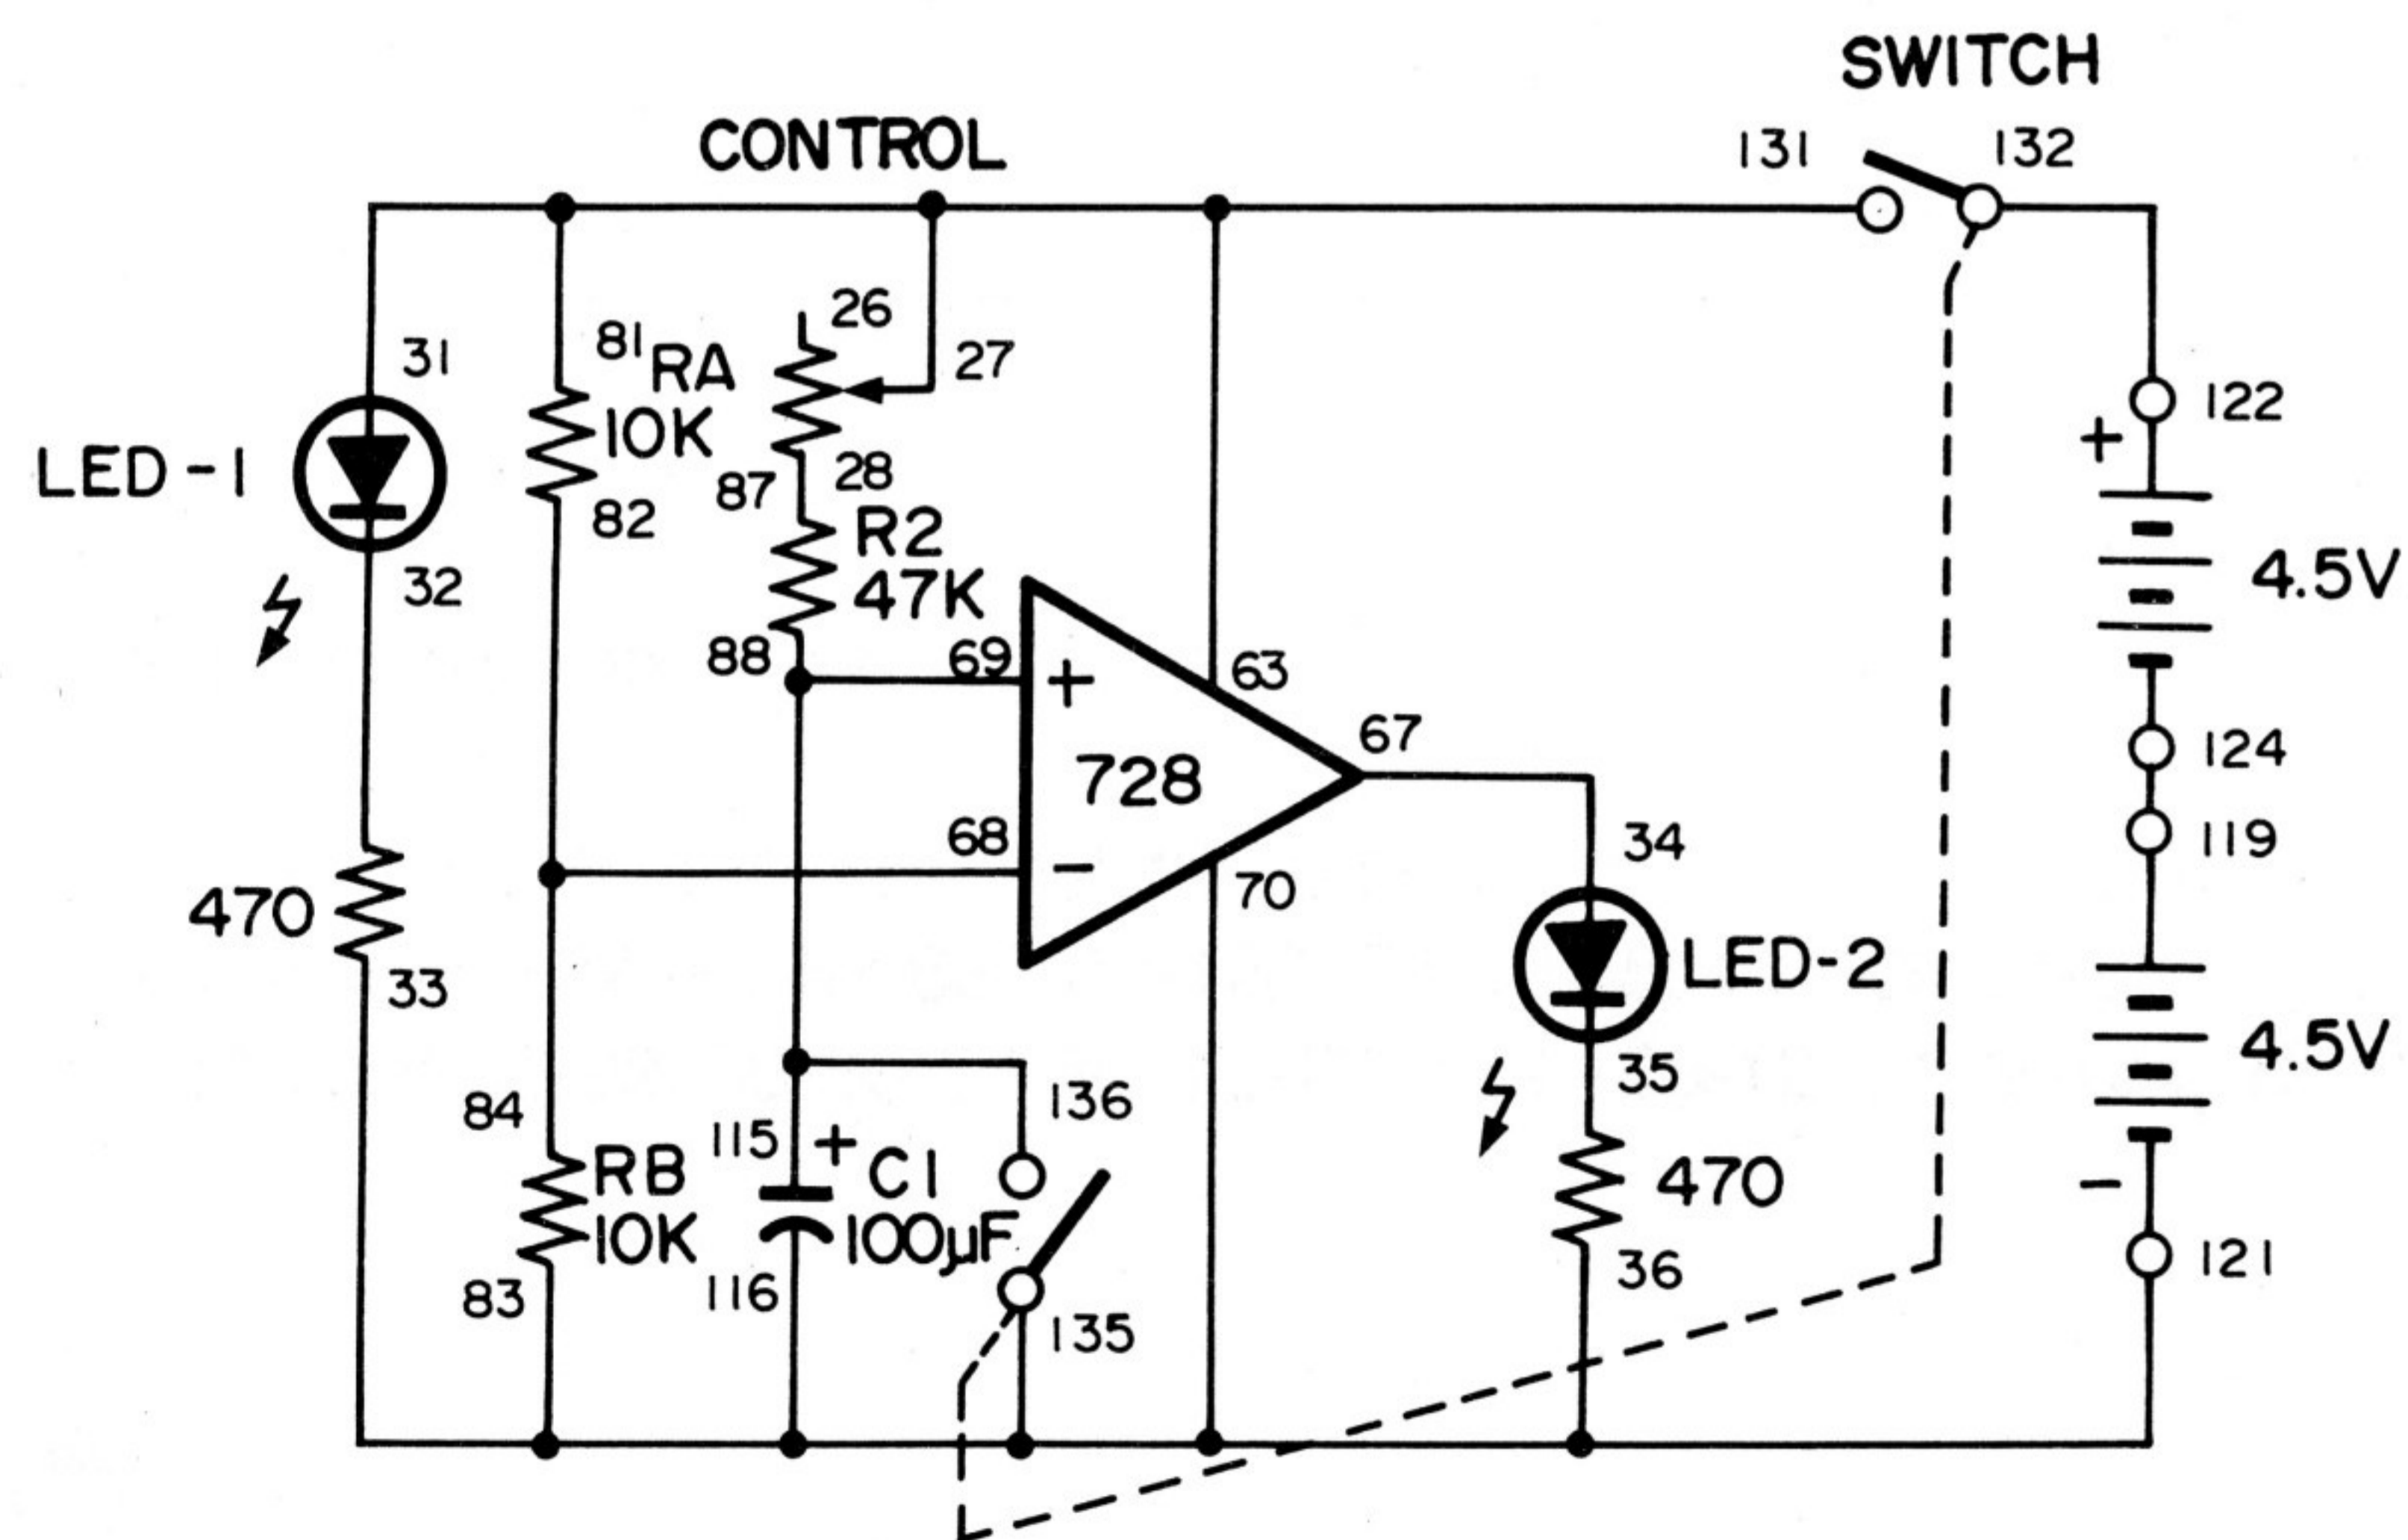 SWITCH
CONTROL
131
132
26
81
RA
10K
31
27
122
+
LED-1
87
28
82
R2
47K
4.5V
32
88
69
+
63
67
124
728
119
68
−
70
34
470
LED-2
33
35
4.5V
84
136
115
+
C1
100µF
RB
10K
470
−
116
83
36
121
135